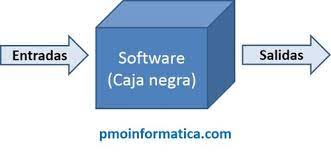 Entradas
Software
(Caja negra)
Salidas
pmoinformatica.com